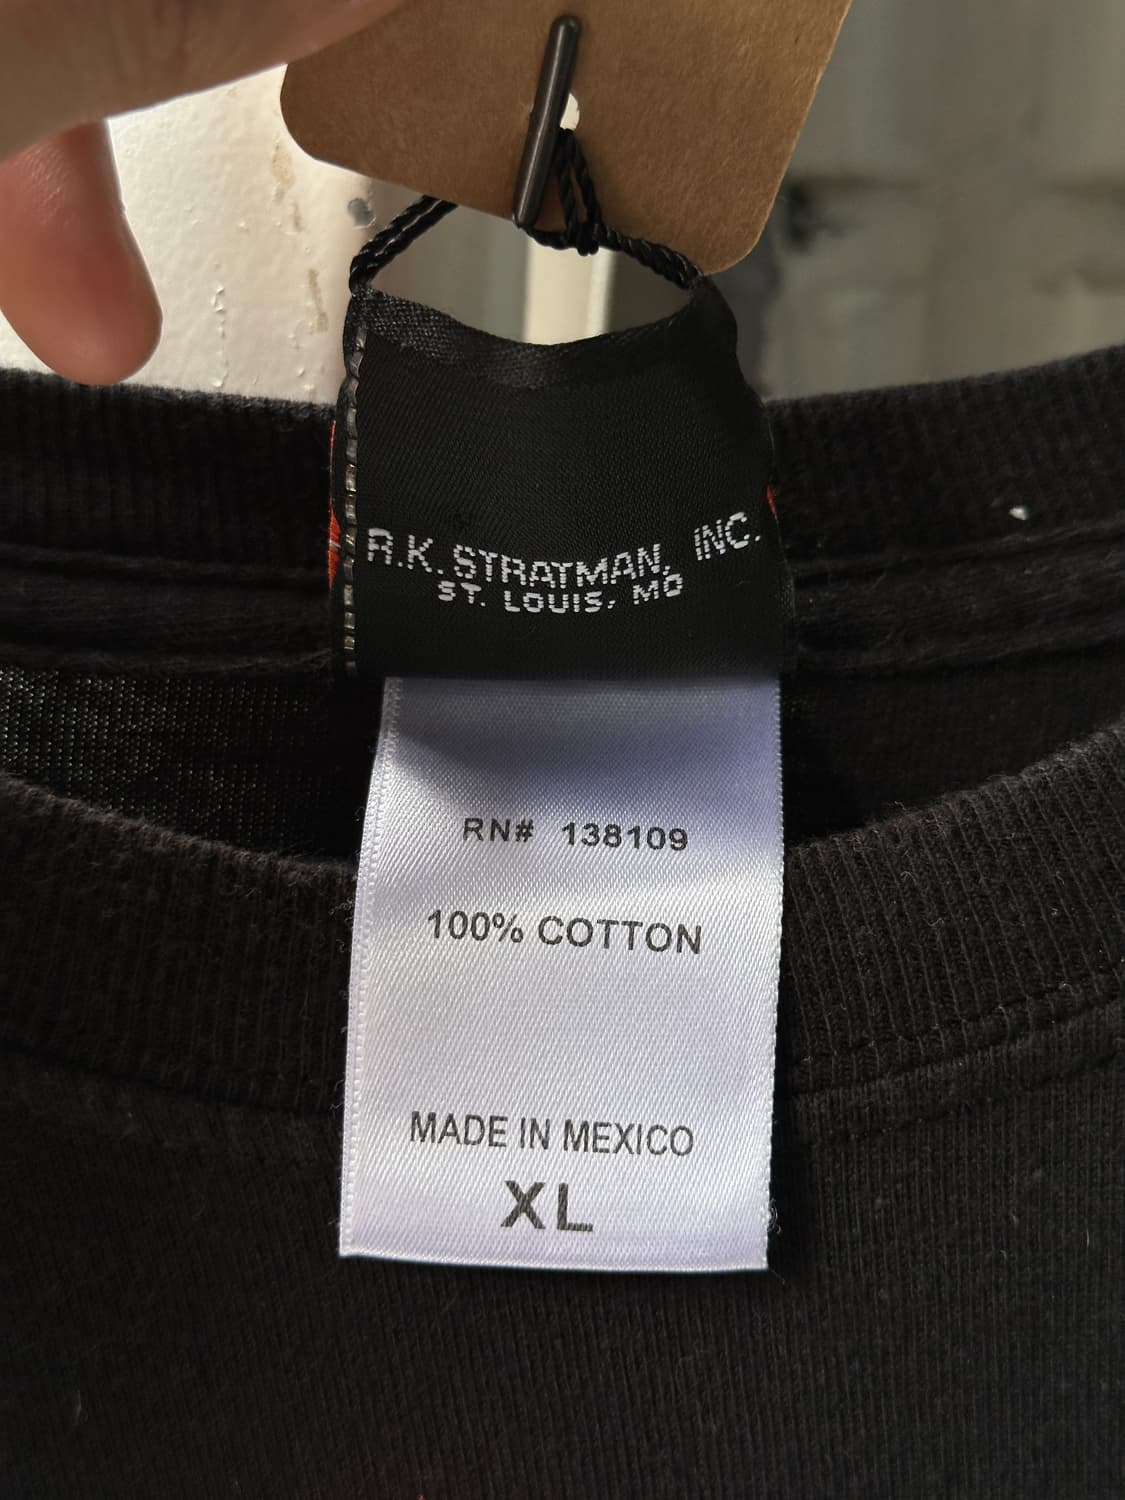 R.K. STRATMAN, INC.
ST. LOUIS, MO
RN# 138109
100% COTTON
MADE IN MEXICO
XL